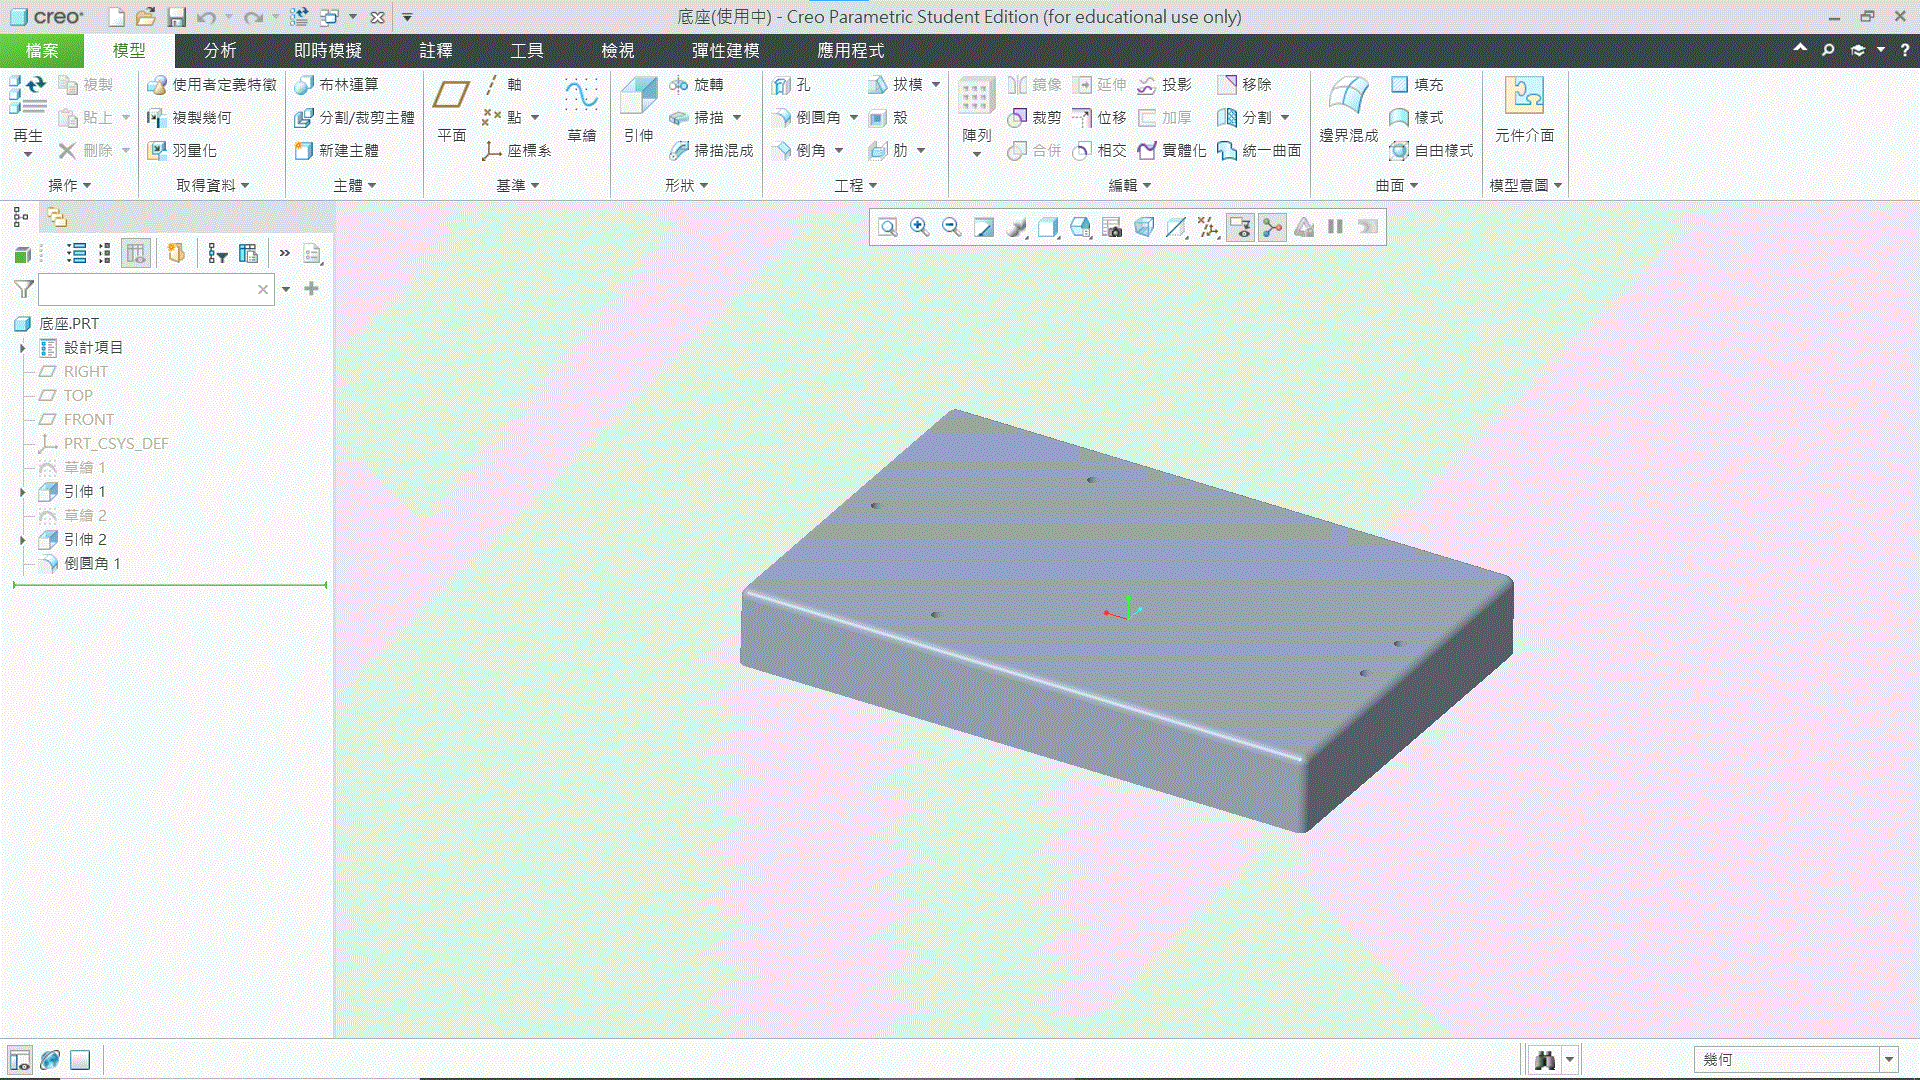 creo
底座(使用中) - Creo Parametric Student Edition (for educational use only)
檔案 模型 分析 即時模擬 註釋 工具 檢視 彈性建模 應用程式
再生 複製 貼上 刪除 操作
使用者定義特徵 複製幾何 羽量化 取得資料
布林運算 分割/裁剪主體 新建主體 主體
平面 軸 點 座標系 草繪 基準
引伸 旋轉 掃描 掃描混成 形狀
孔 倒圓角 倒角 拔模 殼 肋 工程
陣列 鏡像 裁剪 合併 延伸 位移 相交 投影 加厚 實體化 移除 分割 統一曲面 編輯
邊界混成 填充 樣式 自由樣式 曲面
元件介面 模型意圖
底座.PRT
設計項目
RIGHT
TOP
FRONT
PRT_CSYS_DEF
草繪 1
引伸 1
草繪 2
引伸 2
倒圓角 1
幾何